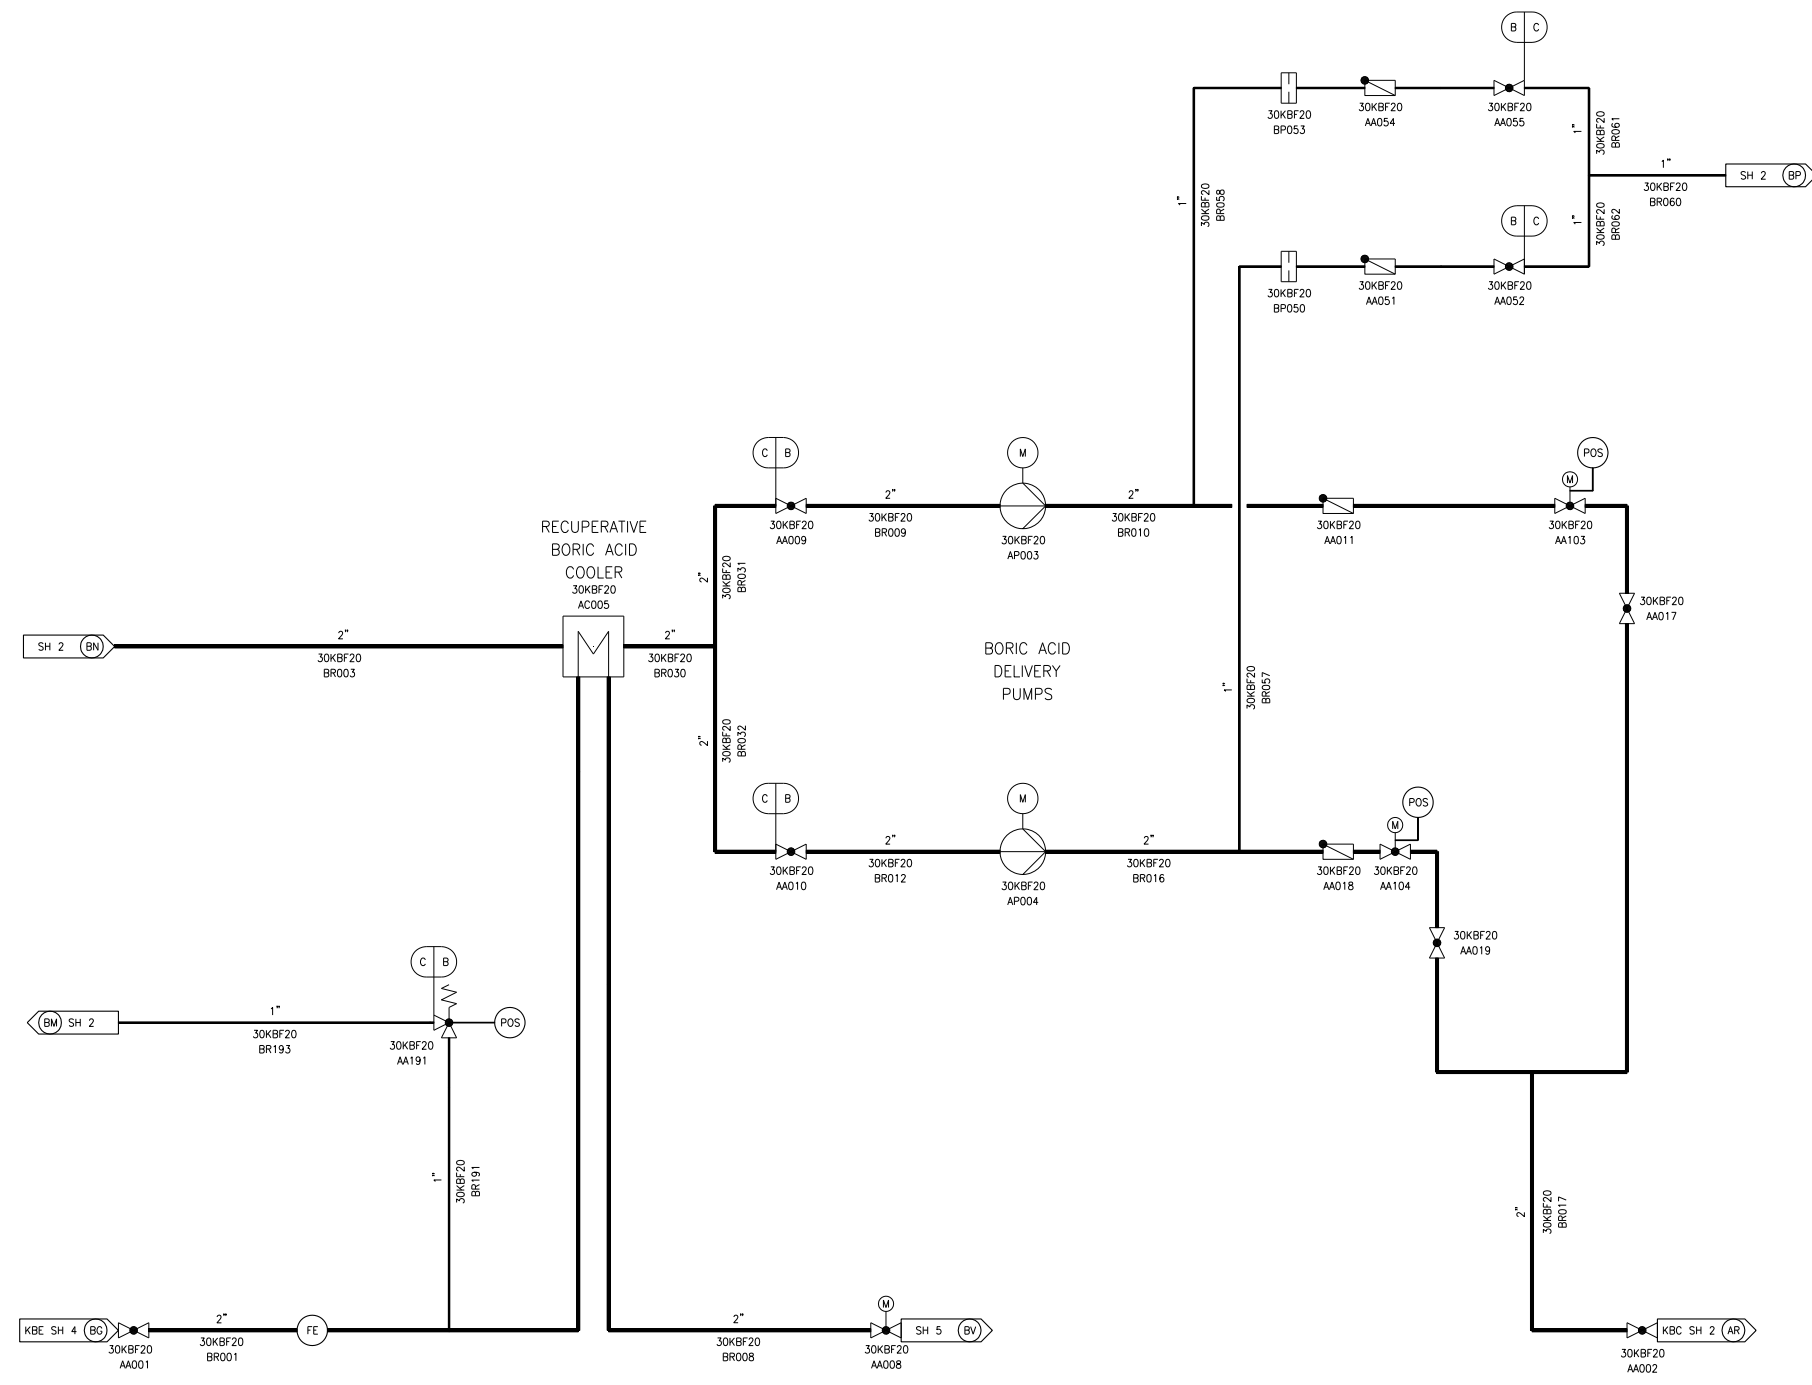 B C
30KBF20
BP053
30KBF20
AA054
30KBF20
AA055
1"
30KBF20
BR061
1"
30KBF20
BR060
SH 2 BP
1"
30KBF20
BR058
B C
1"
30KBF20
BR062
30KBF20
BP050
30KBF20
AA051
30KBF20
AA052
C B
M
POS
M
2"
30KBF20
BR009
2"
30KBF20
BR010
30KBF20
AA009
30KBF20
AP003
30KBF20
AA011
30KBF20
AA103
RECUPERATIVE
BORIC ACID
COOLER
30KBF20
AC005
2"
30KBF20
BR031
30KBF20
AA017
SH 2 BN
2"
30KBF20
BR003
2"
30KBF20
BR030
BORIC ACID
DELIVERY
PUMPS
1"
30KBF20
BR057
2"
30KBF20
BR032
C B
M
POS
M
2"
30KBF20
BR012
2"
30KBF20
BR016
30KBF20
AA010
30KBF20
AP004
30KBF20
AA018
30KBF20
AA104
30KBF20
AA019
C B
BM SH 2
1"
30KBF20
BR193
POS
30KBF20
AA191
1"
30KBF20
BR191
2"
30KBF20
BR017
KBE SH 4 BG
30KBF20
AA001
2"
30KBF20
BR001
FE
2"
30KBF20
BR008
M
30KBF20
AA008
SH 5 BV
KBC SH 2 AR
30KBF20
AA002